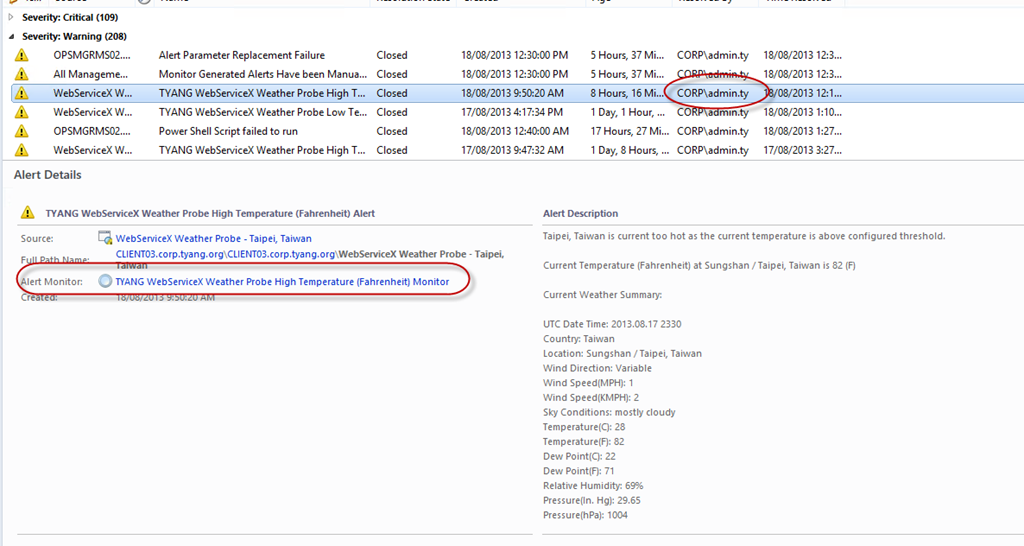 Source Name Resolution State Created Age Resolved By Time Resolved
Severity: Critical (109)
Severity: Warning (208)
OPSMGRMS02.... Alert Parameter Replacement Failure Closed 18/08/2013 12:30:00 PM 5 Hours, 37 Mi... CORP\admin.ty 18/08/2013 12:3...
All Manageme... Monitor Generated Alerts Have been Manua... Closed 18/08/2013 12:30:00 PM 5 Hours, 37 Mi... CORP\admin.ty 18/08/2013 12:3...
WebServiceX W... TYANG WebServiceX Weather Probe High T... Closed 18/08/2013 9:50:20 AM 8 Hours, 16 Mi... CORP\admin.ty 18/08/2013 12:1...
WebServiceX W... TYANG WebServiceX Weather Probe Low Te... Closed 17/08/2013 4:17:34 PM 1 Day, 1 Hour, ... CORP\admin.ty 18/08/2013 1:10...
OPSMGRMS02.... Power Shell Script failed to run Closed 18/08/2013 12:40:00 AM 17 Hours, 27 Mi... CORP\admin.ty 18/08/2013 1:27...
WebServiceX W... TYANG WebServiceX Weather Probe High T... Closed 17/08/2013 9:47:32 AM 1 Day, 8 Hours, ... CORP\admin.ty 17/08/2013 3:27...
Alert Details
TYANG WebServiceX Weather Probe High Temperature (Fahrenheit) Alert
Source: WebServiceX Weather Probe - Taipei, Taiwan
Full Path Name: CLIENT03.corp.tyang.org\CLIENT03.corp.tyang.org\WebServiceX Weather Probe - Taipei,
Taiwan
Alert Monitor: TYANG WebServiceX Weather Probe High Temperature (Fahrenheit) Monitor
Created: 18/08/2013 9:50:20 AM
Alert Description
Taipei, Taiwan is current too hot as the current temperature is above configured threshold.
Current Temperature (Fahrenheit) at Sungshan / Taipei, Taiwan is 82 (F)
Current Weather Summary:
UTC Date Time: 2013.08.17 2330
Country: Taiwan
Location: Sungshan / Taipei, Taiwan
Wind Direction: Variable
Wind Speed(MPH): 1
Wind Speed(KMPH): 2
Sky Conditions: mostly cloudy
Temperature(C): 28
Temperature(F): 82
Dew Point(C): 22
Dew Point(F): 71
Relative Humidity: 69%
Pressure(In. Hg): 29.65
Pressure(hPa): 1004